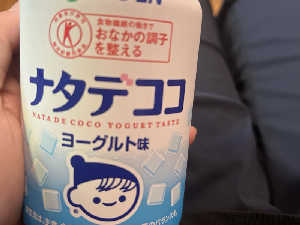 食物繊維の働きで
おなかの調子
を整える
ナタデココ
NATA DE COCO YOGURT TASTE
ヨーグルト味